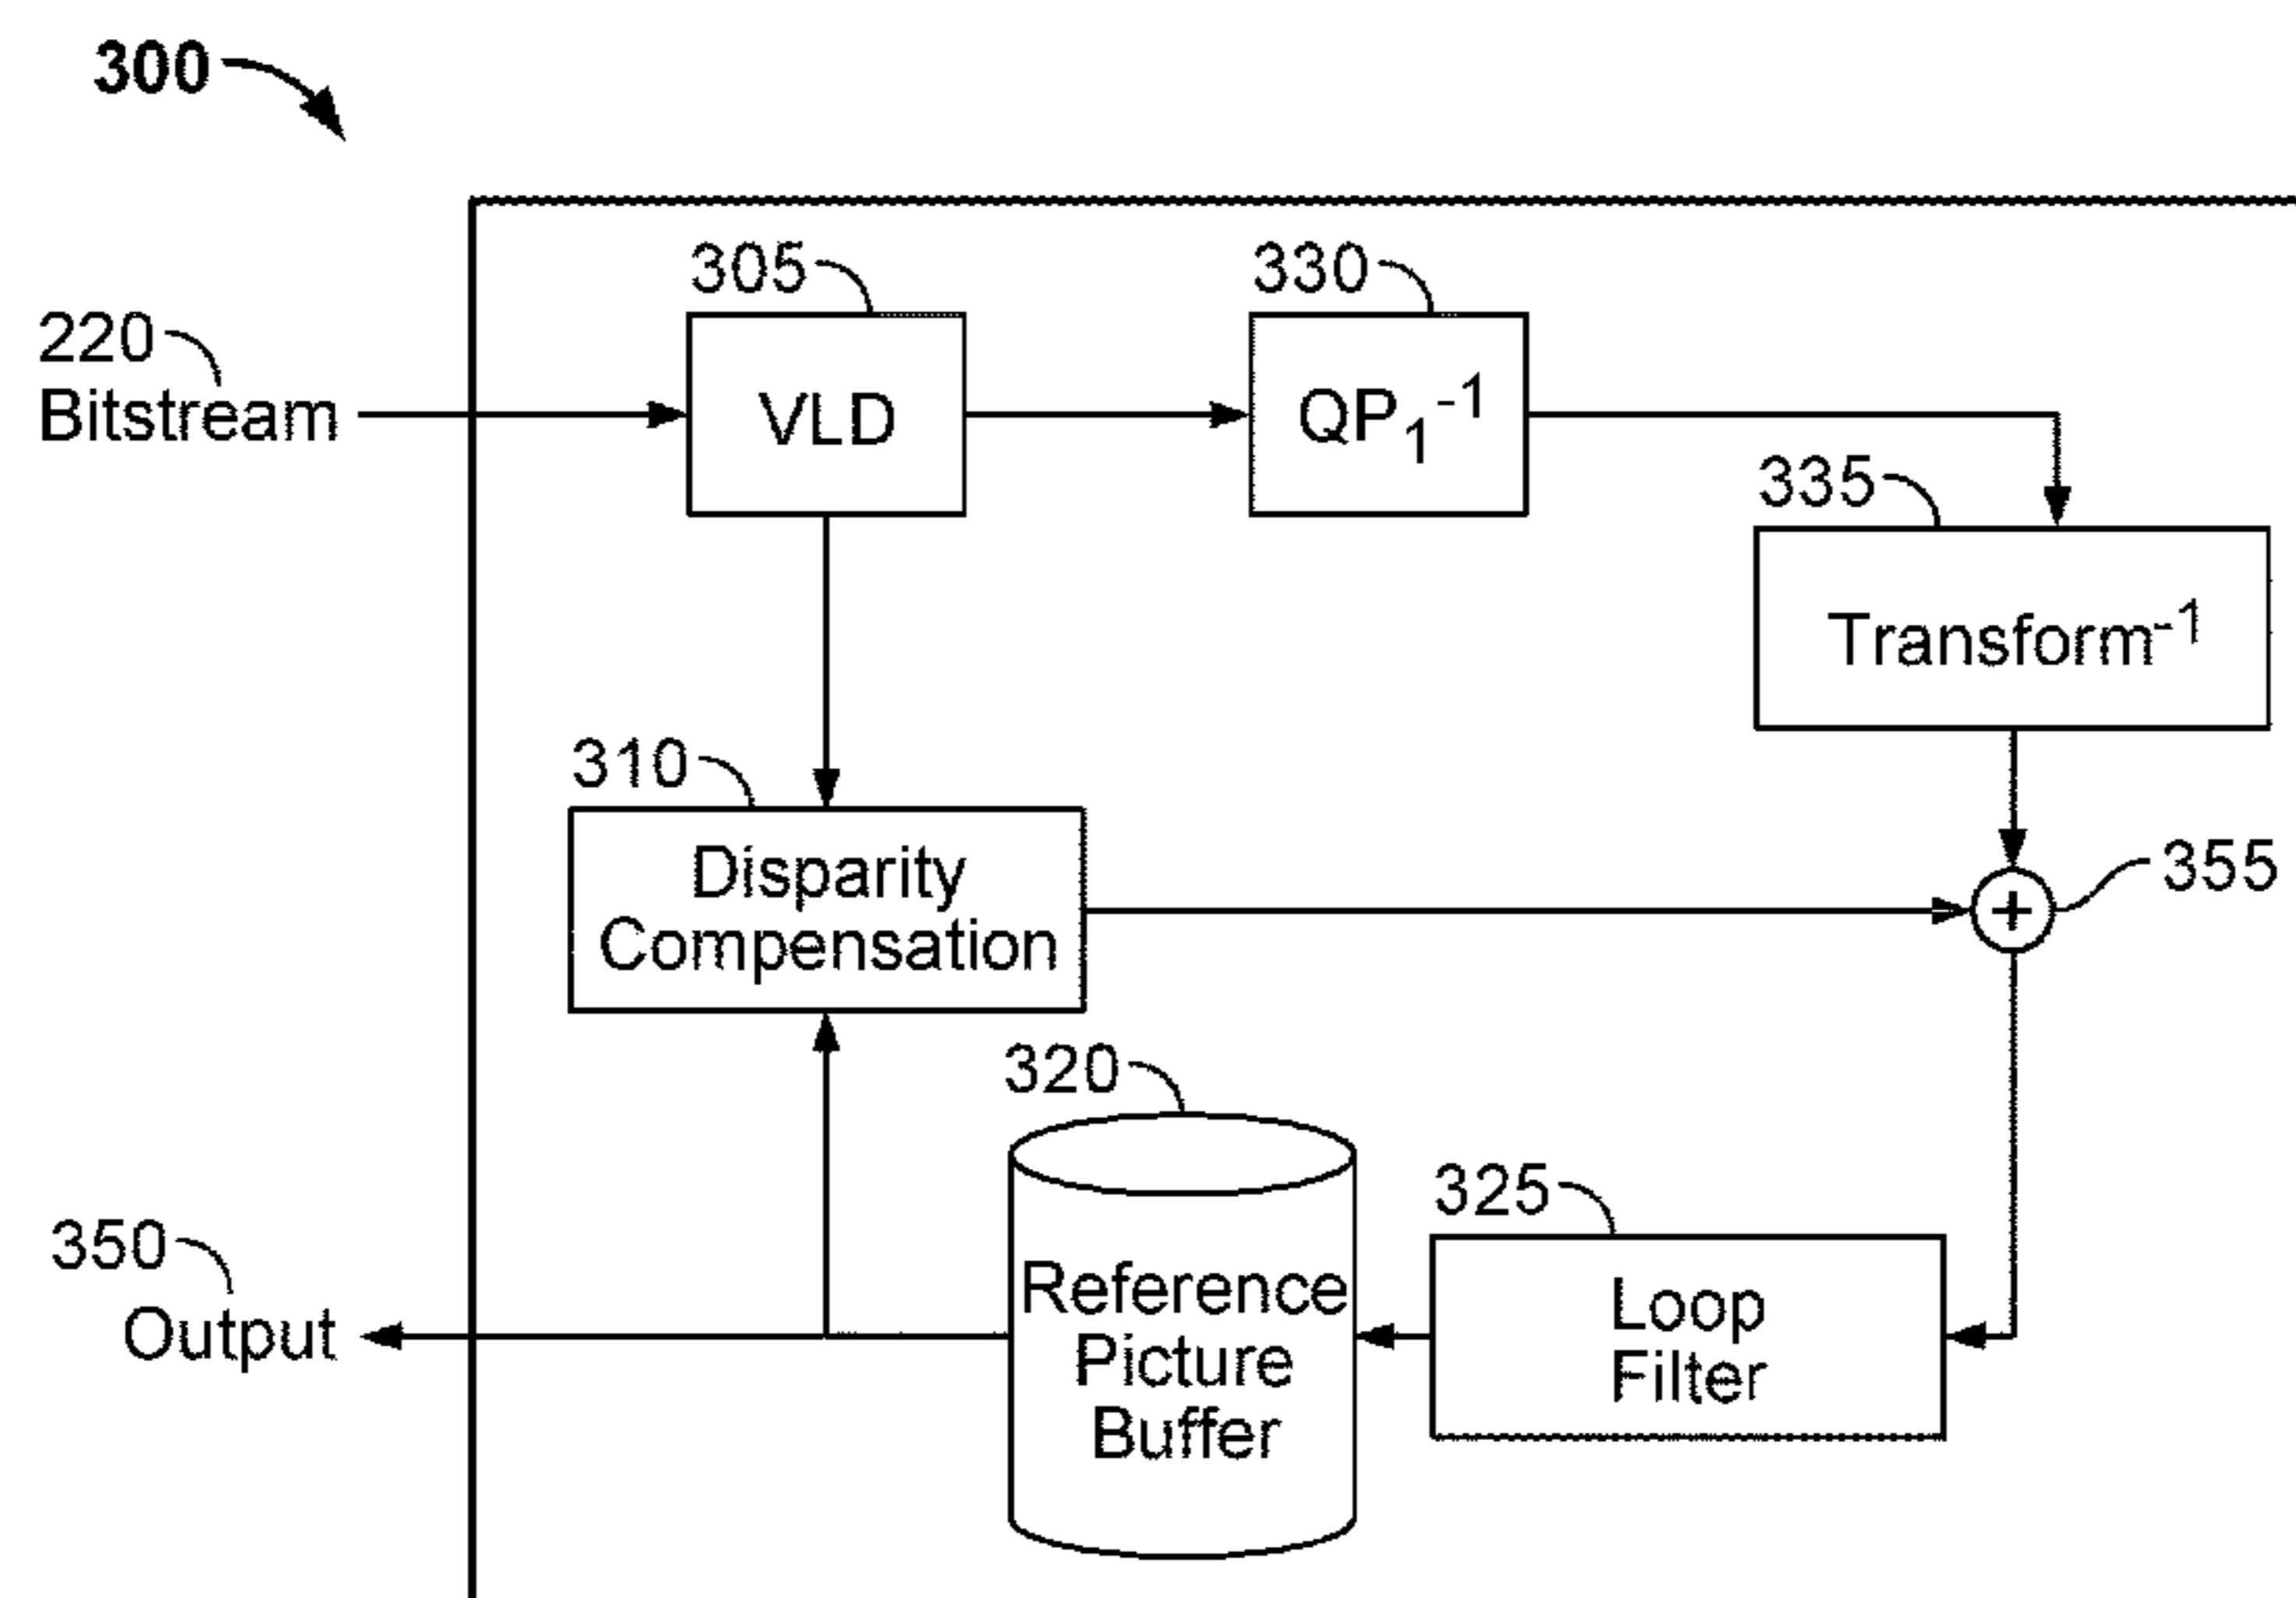 300
305
330
220
Bitstream
VLD
QP₁⁻¹
335
Transform⁻¹
310
Disparity
Compensation
+
355
320
325
350
Output
Reference
Picture
Buffer
Loop
Filter